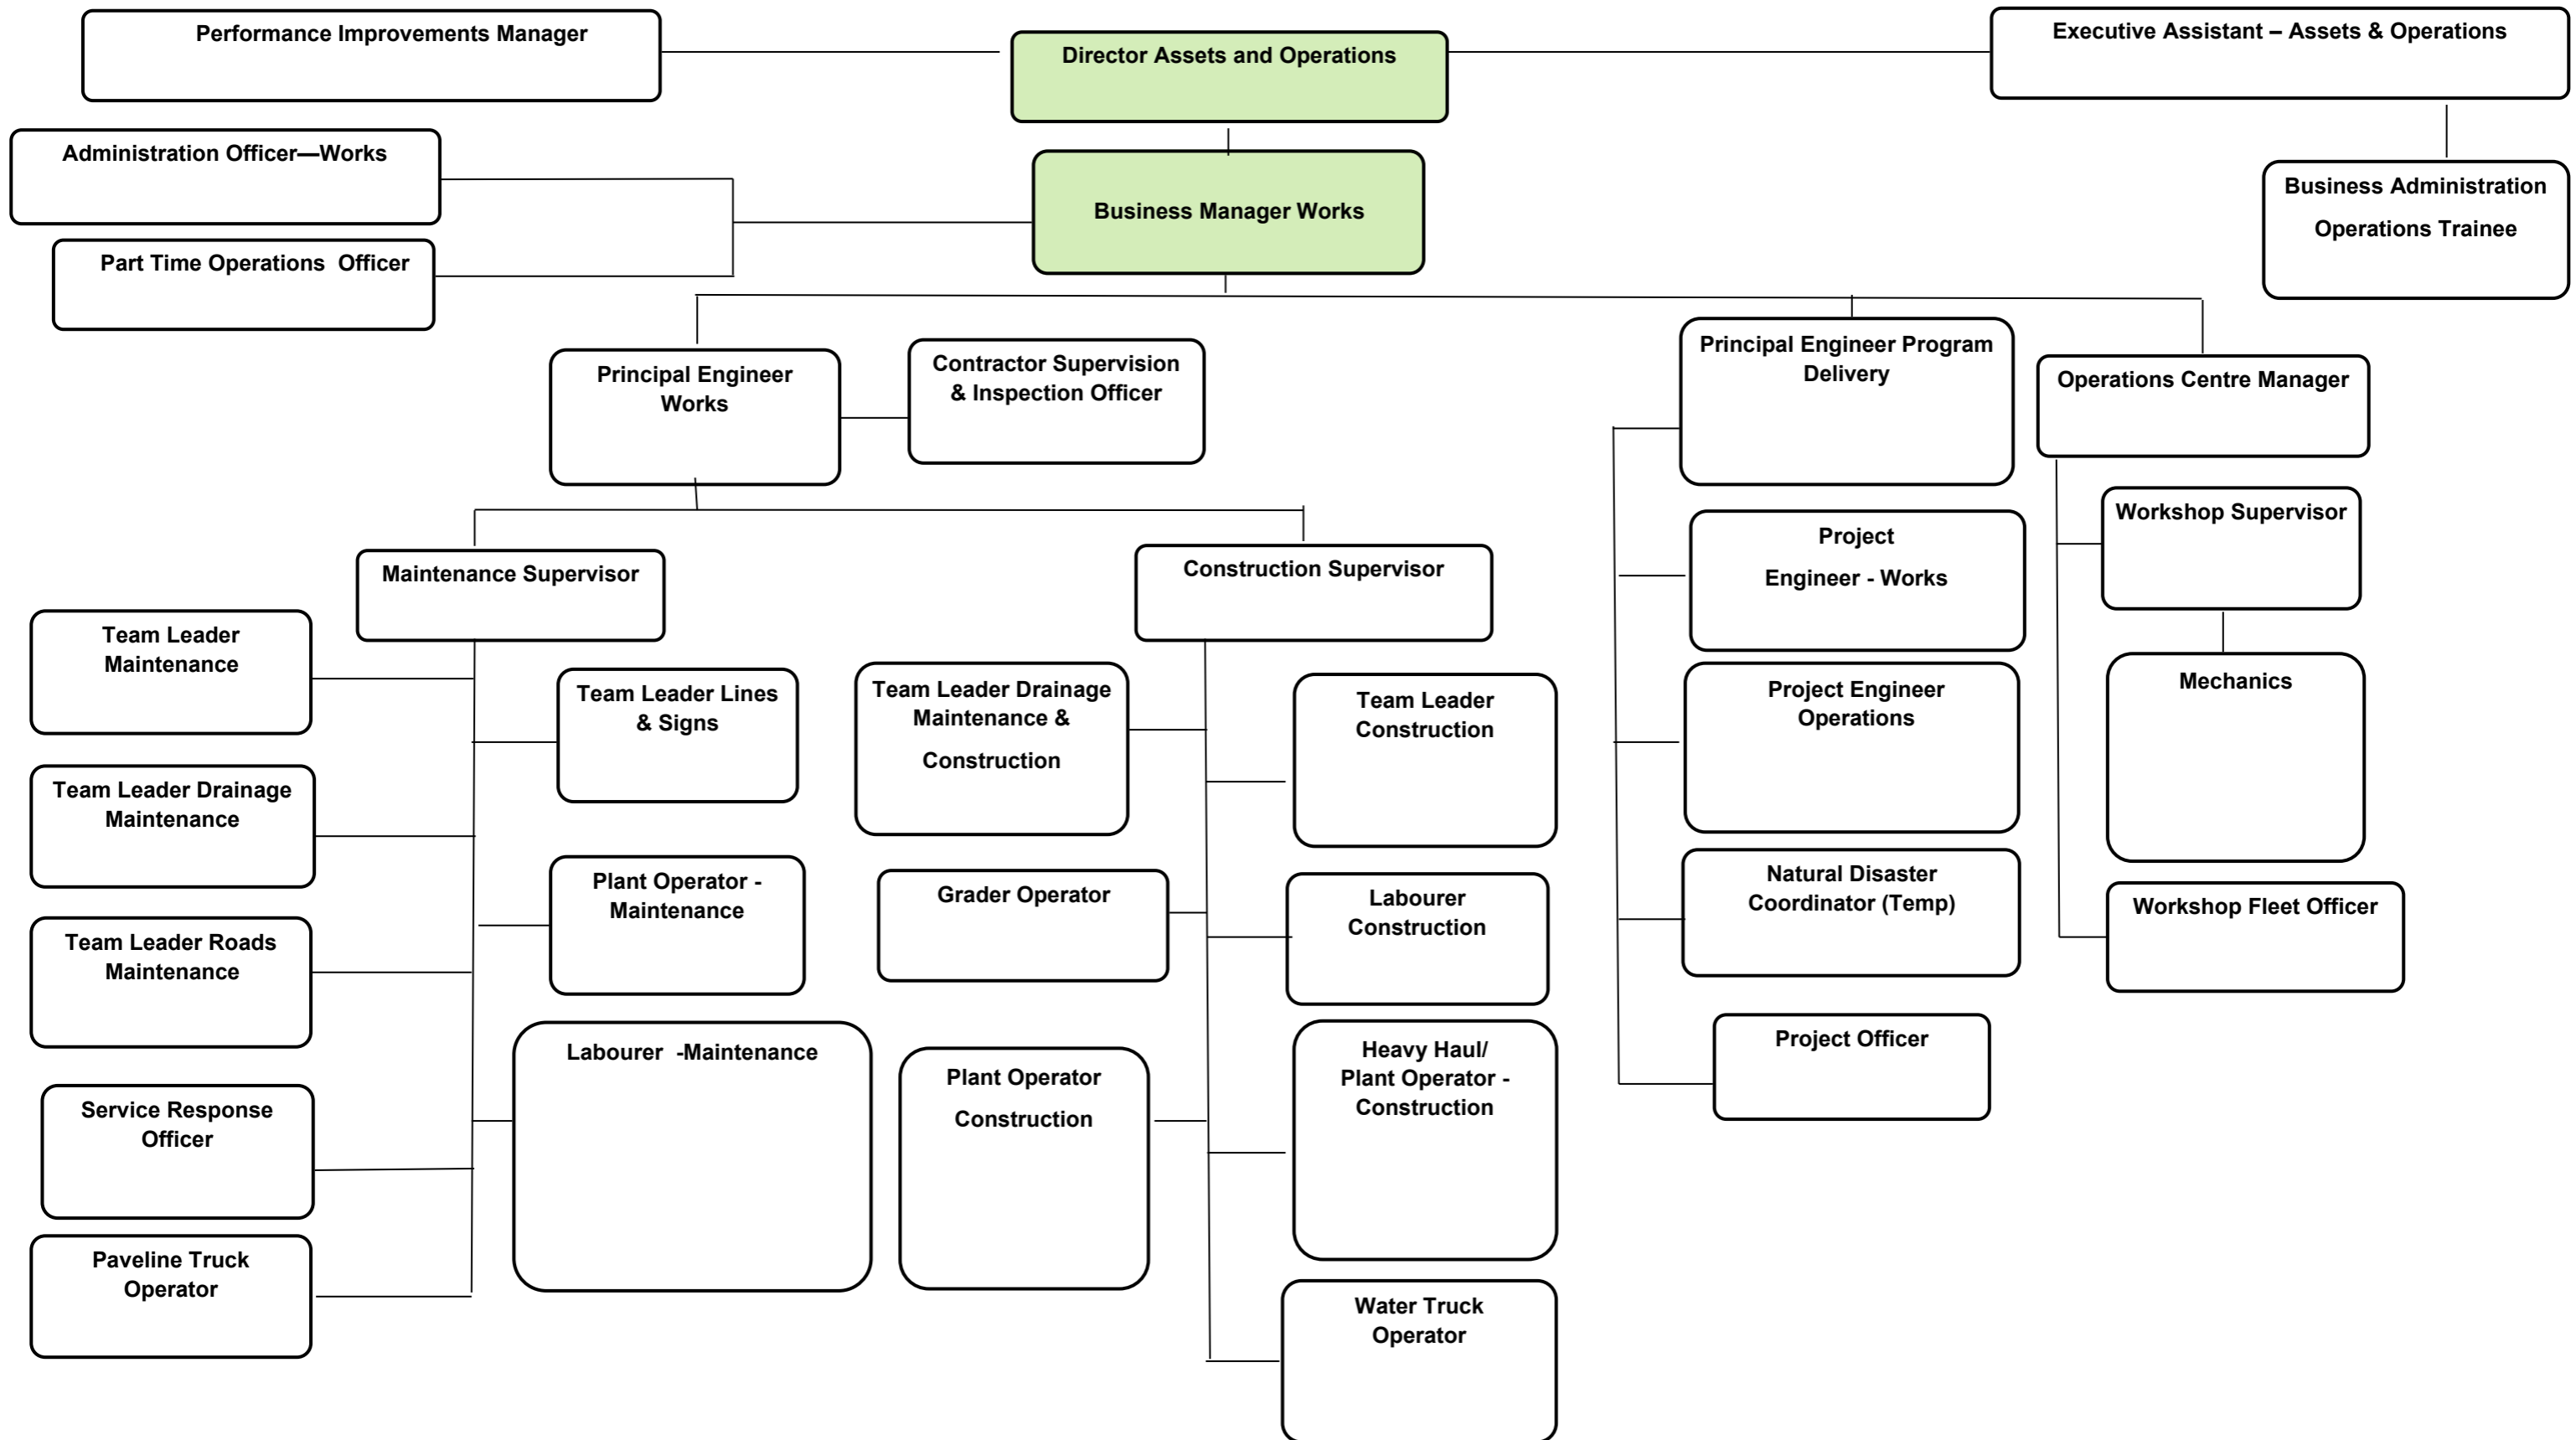 Performance Improvements Manager
Director Assets and Operations
Executive Assistant – Assets & Operations
Administration Officer—Works
Part Time Operations  Officer
Business Manager Works
Business Administration
Operations Trainee
Principal Engineer
Works
Contractor Supervision
& Inspection Officer
Principal Engineer Program
Delivery
Operations Centre Manager
Maintenance Supervisor
Construction Supervisor
Project
Engineer - Works
Workshop Supervisor
Team Leader
Maintenance
Team Leader Lines
& Signs
Team Leader Drainage
Maintenance &
Construction
Team Leader
Construction
Project Engineer
Operations
Mechanics
Team Leader Drainage
Maintenance
Plant Operator -
Maintenance
Grader Operator
Labourer
Construction
Natural Disaster
Coordinator (Temp)
Workshop Fleet Officer
Team Leader Roads
Maintenance
Labourer  -Maintenance
Plant Operator
Construction
Heavy Haul/
Plant Operator -
Construction
Project Officer
Service Response
Officer
Paveline Truck
Operator
Water Truck
Operator